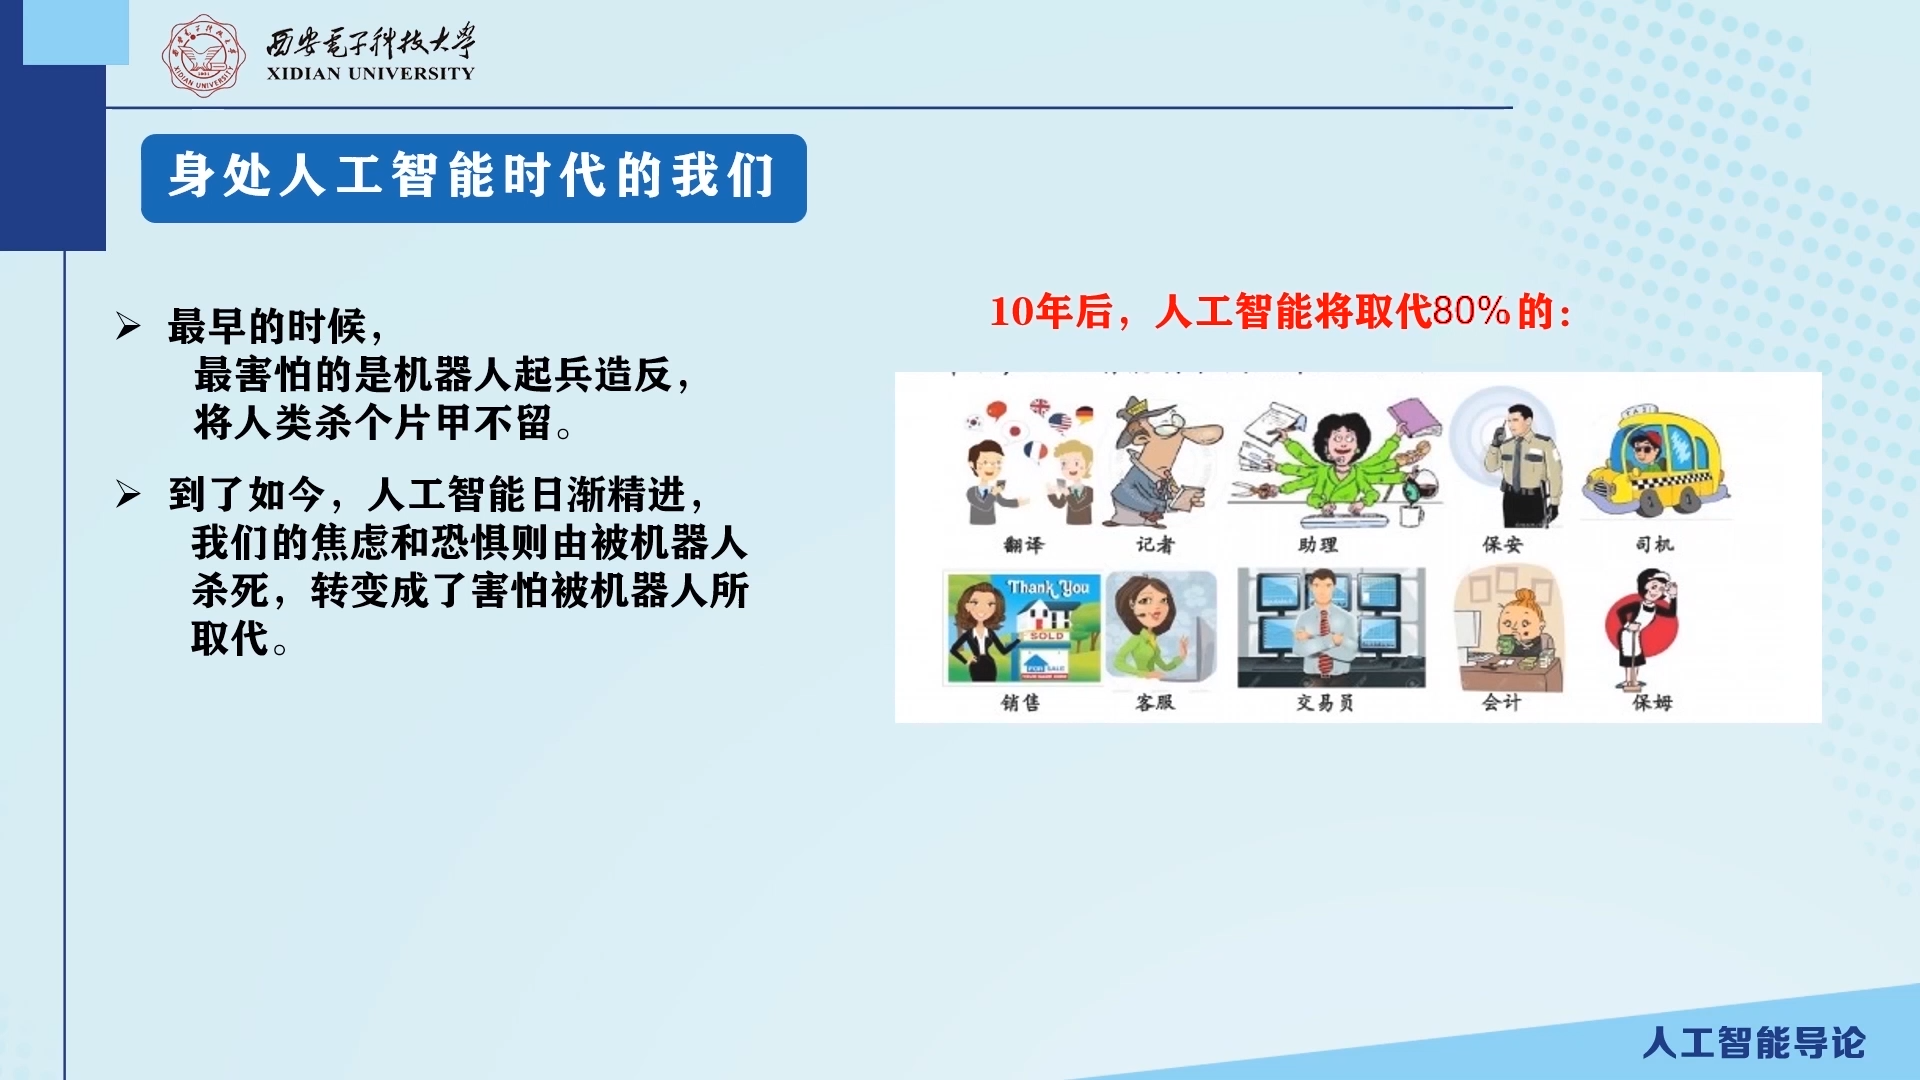 西安电子科技大学
XIDIAN UNIVERSITY
身处人工智能时代的我们
➢ 最早的时候，
最害怕的是机器人起兵造反，
将人类杀个片甲不留。
➢ 到了如今，人工智能日渐精进，
我们的焦虑和恐惧则由被机器人
杀死，转变成了害怕被机器人所
取代。
10年后，人工智能将取代80%的：
TAXI
翻译 记者 助理 保安 司机
Thank You
SOLD
FOR SALE
销售 客服 交易员 会计 保姆
人工智能导论